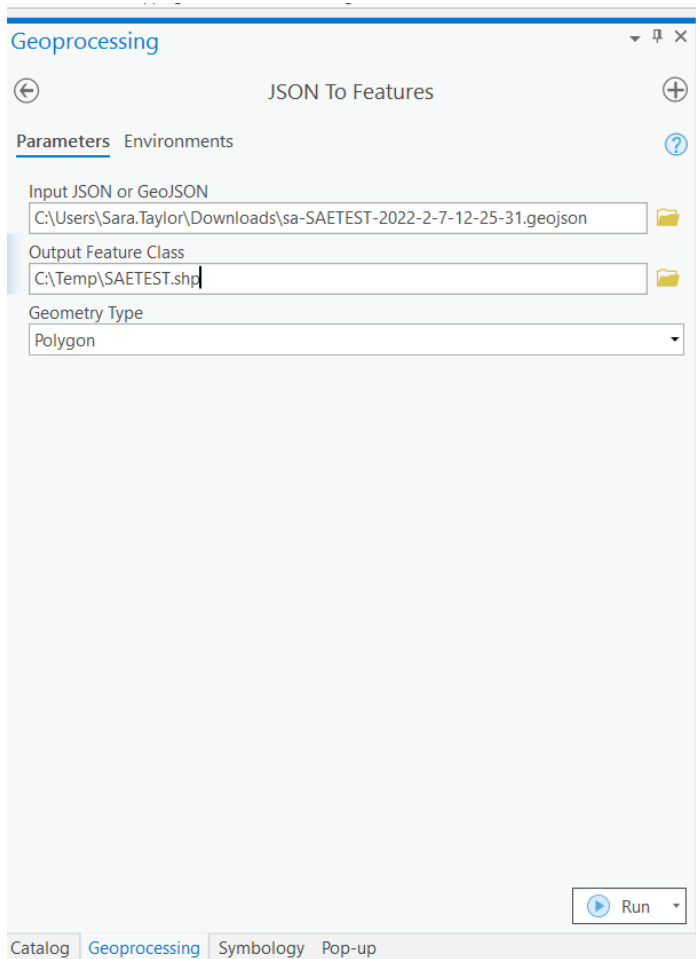 Geoprocessing
JSON To Features
Parameters Environments
Input JSON or GeoJSON
C:\Users\Sara.Taylor\Downloads\sa-SAETEST-2022-2-7-12-25-31.geojson
Output Feature Class
C:\Temp\SAETEST.shp
Geometry Type
Polygon
Run
Catalog Geoprocessing Symbology Pop-up